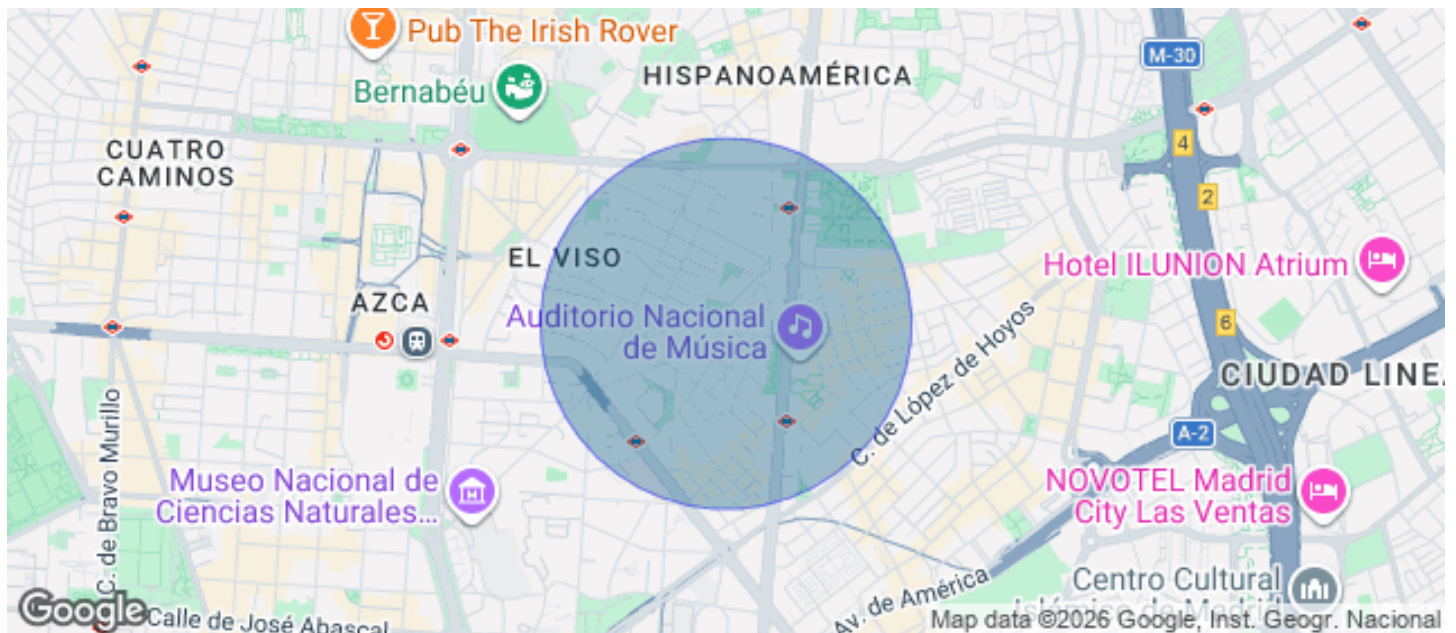 Pub The Irish Rover
HISPANOAMÉRICA
M-30
Bernabéu
4
CUATRO
CAMINOS
2
EL VISO
Hotel ILUNION Atrium
AZCA
Auditorio Nacional
de Música
6
C. de López de Hoyos
CIUDAD LINE
A-2
C. de Bravo Murillo
Museo Nacional de
Ciencias Naturales...
NOVOTEL Madrid
City Las Ventas
Av. de América
Centro Cultural
Islámico de Madrid
Google
Calle de José Abascal
Map data ©2026 Google, Inst. Geogr. Nacional